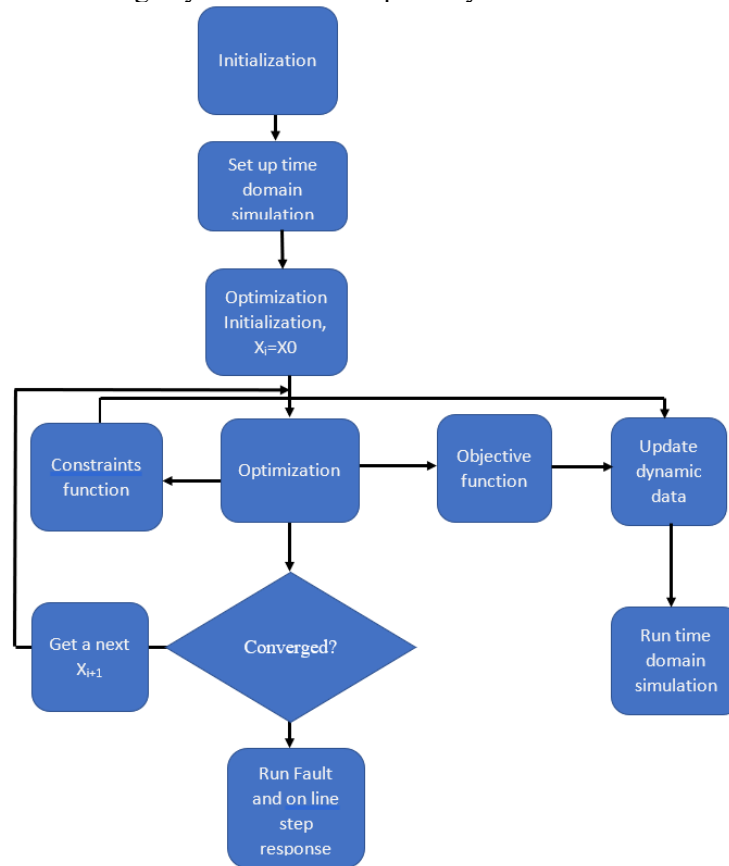 Initialization
Set up time
domain
simulation
Optimization
Initialization,
Xi=X0
Constraints
function
Optimization
Objective
function
Update
dynamic
data
Get a next
Xi+1
Converged?
Run time
domain
simulation
Run Fault
and on line
step
response